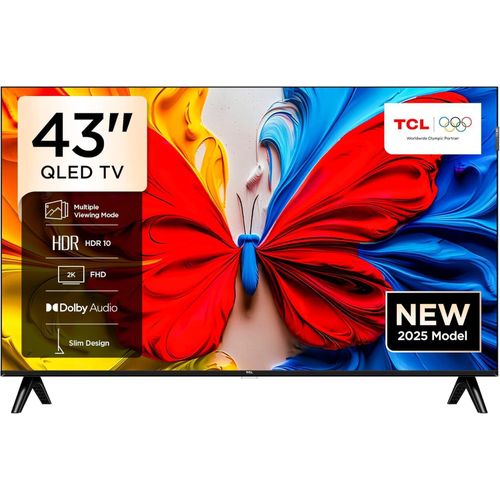 43"
QLED TV
Multiple
Viewing Mode
HDR HDR 10
2K FHD
Dolby Audio
Slim Design
TCL
Worldwide Olympic Partner
NEW
2025 Model
TCL